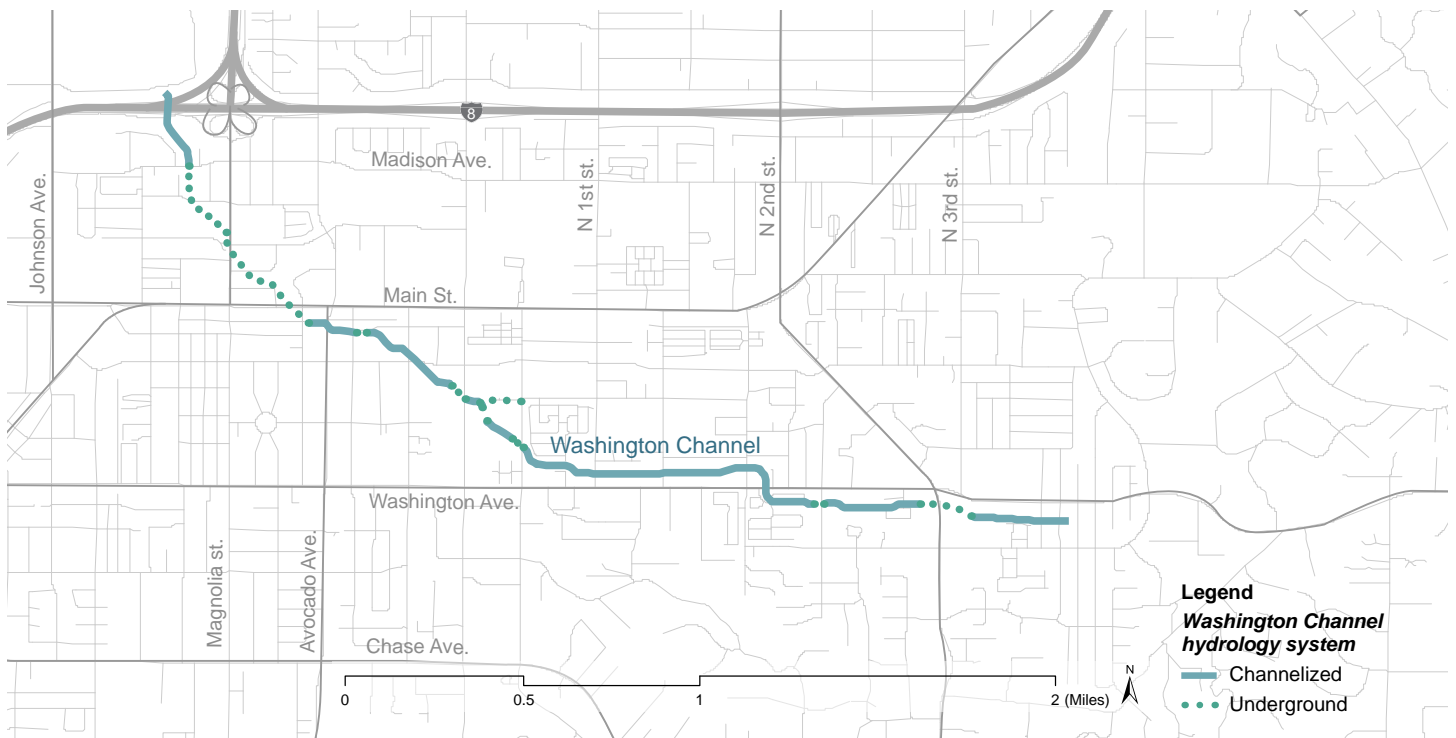 8
Madison Ave.
N 1st st.
N 2nd st.
N 3rd st.
Johnson Ave.
Main St.
Washington Channel
Washington Ave.
Magnolia st.
Avocado Ave.
Chase Ave.
Legend
Washington Channel
hydrology system
Channelized
Underground
N
0 0.5 1 2 (Miles)